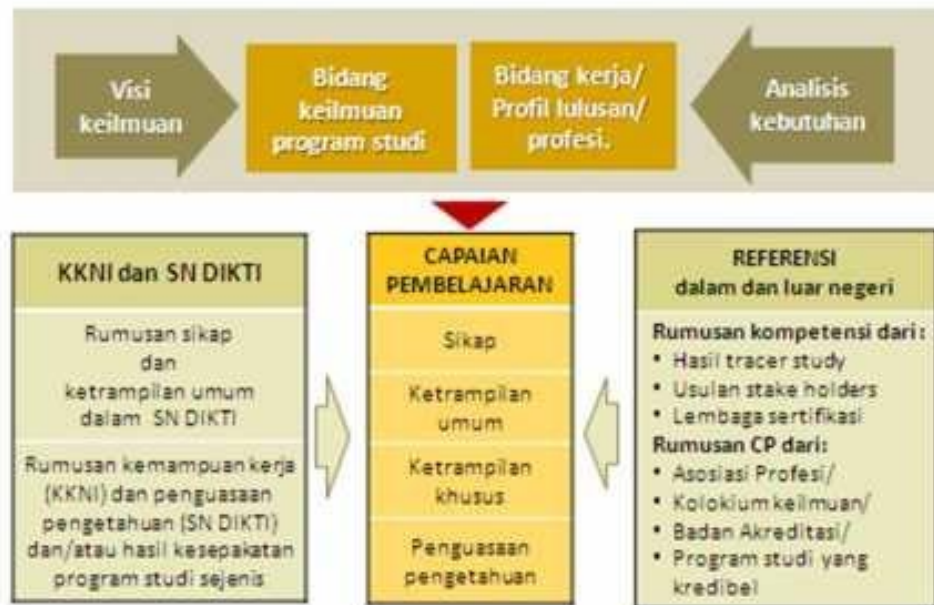 Visi
keilmuan
Bidang
keilmuan
program studi
Bidang kerja/
Profil lulusan/
profesi.
Analisis
kebutuhan
KKNI dan SN DIKTI
Rumusan sikap
dan
ketrampilan umum
dalam SN DIKTI
Rumusan kemampuan kerja
(KKNI) dan penguasaan
pengetahuan (SN DIKTI)
dan/atau hasil kesepakatan
program studi sejenis
CAPAIAN
PEMBELAJARAN
Sikap
Ketrampilan
umum
Ketrampilan
khusus
Penguasaan
pengetahuan
REFERENSI
dalam dan luar negeri
Rumusan kompetensi dari:
• Hasil tracer study
• Usulan stake holders
• Lembaga sertifikasi
Rumusan CP dari:
• Asosiasi Profesi/
• Kolokium keilmuan/
• Badan Akreditasi/
• Program studi yang
kredibel